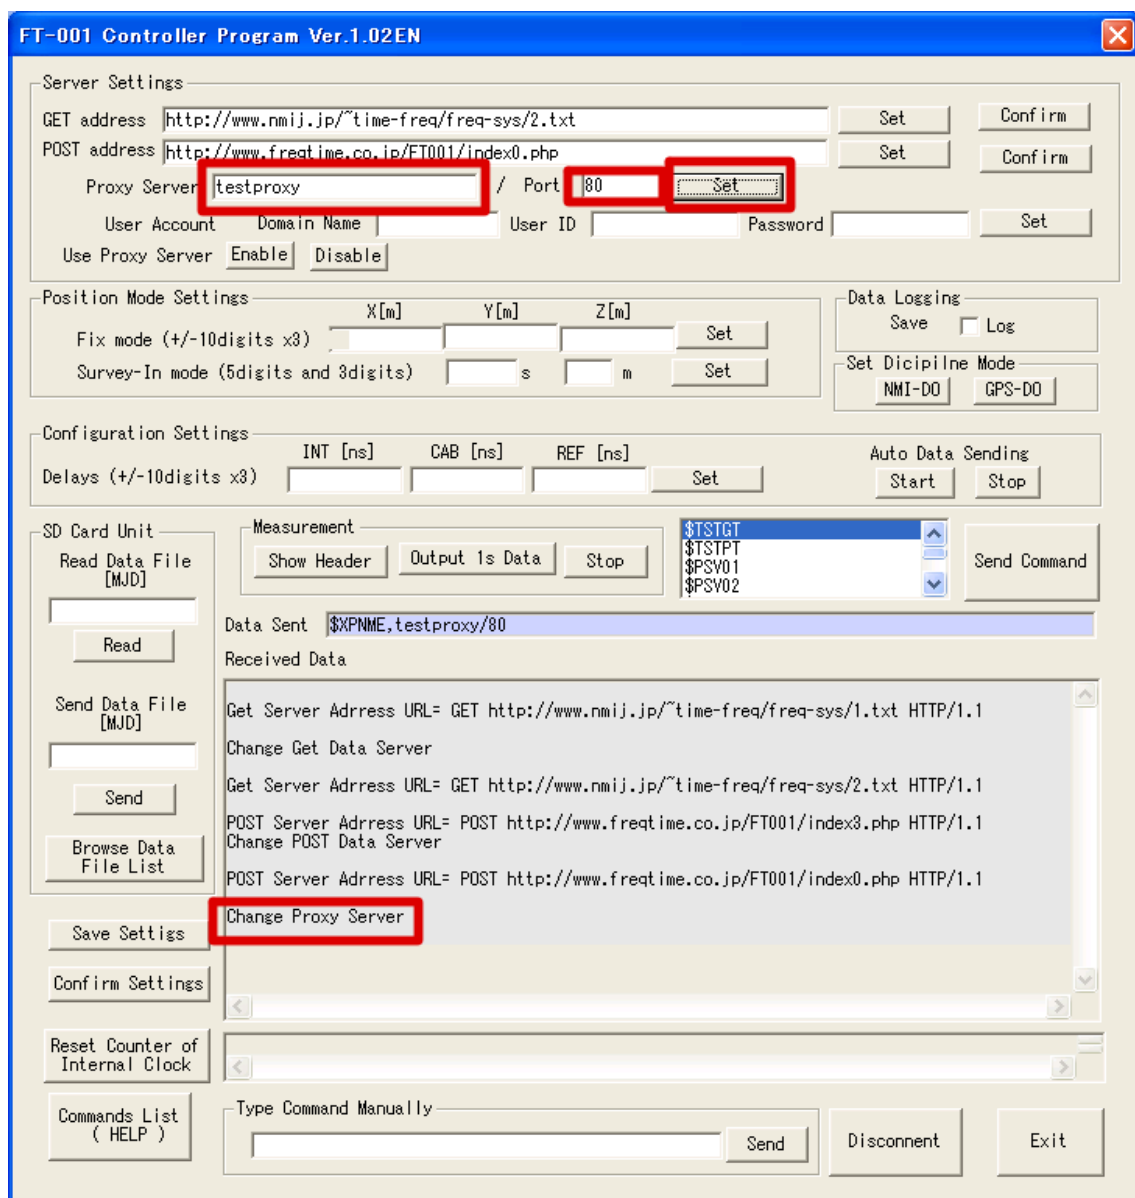 FT-001 Controller Program Ver.1.02EN
Server Settings
GET address http://www.nmij.jp/~time-freq/freq-sys/2.txt Set Confirm
POST address http://www.freqtime.co.jp/FT001/index0.php Set Confirm
Proxy Server testproxy / Port 80 Set
User Account Domain Name User ID Password Set
Use Proxy Server Enable Disable
Position Mode Settings
X[m] Y[m] Z[m]
Fix mode (+/-10digits x3) Set
Survey-In mode (5digits and 3digits) s m Set
Data Logging
Save Log
Set Dicipilne Mode
NMI-DO GPS-DO
Configuration Settings
INT [ns] CAB [ns] REF [ns]
Delays (+/-10digits x3) Set
Auto Data Sending
Start Stop
SD Card Unit
Read Data File
[MJD]
Read
Send Data File
[MJD]
Send
Browse Data
File List
Measurement
Show Header Output 1s Data Stop
$TSTGT
$TSTPT
$PSV01
$PSV02
Send Command
Data Sent $XPNME,testproxy/80
Received Data
Get Server Adrress URL= GET http://www.nmij.jp/~time-freq/freq-sys/1.txt HTTP/1.1
Change Get Data Server
Get Server Adrress URL= GET http://www.nmij.jp/~time-freq/freq-sys/2.txt HTTP/1.1
POST Server Adrress URL= POST http://www.freqtime.co.jp/FT001/index3.php HTTP/1.1
Change POST Data Server
POST Server Adrress URL= POST http://www.freqtime.co.jp/FT001/index0.php HTTP/1.1
Change Proxy Server
Save Settigs
Confirm Settings
Reset Counter of
Internal Clock
Commands List
( HELP )
Type Command Manually
Send
Disconnent
Exit